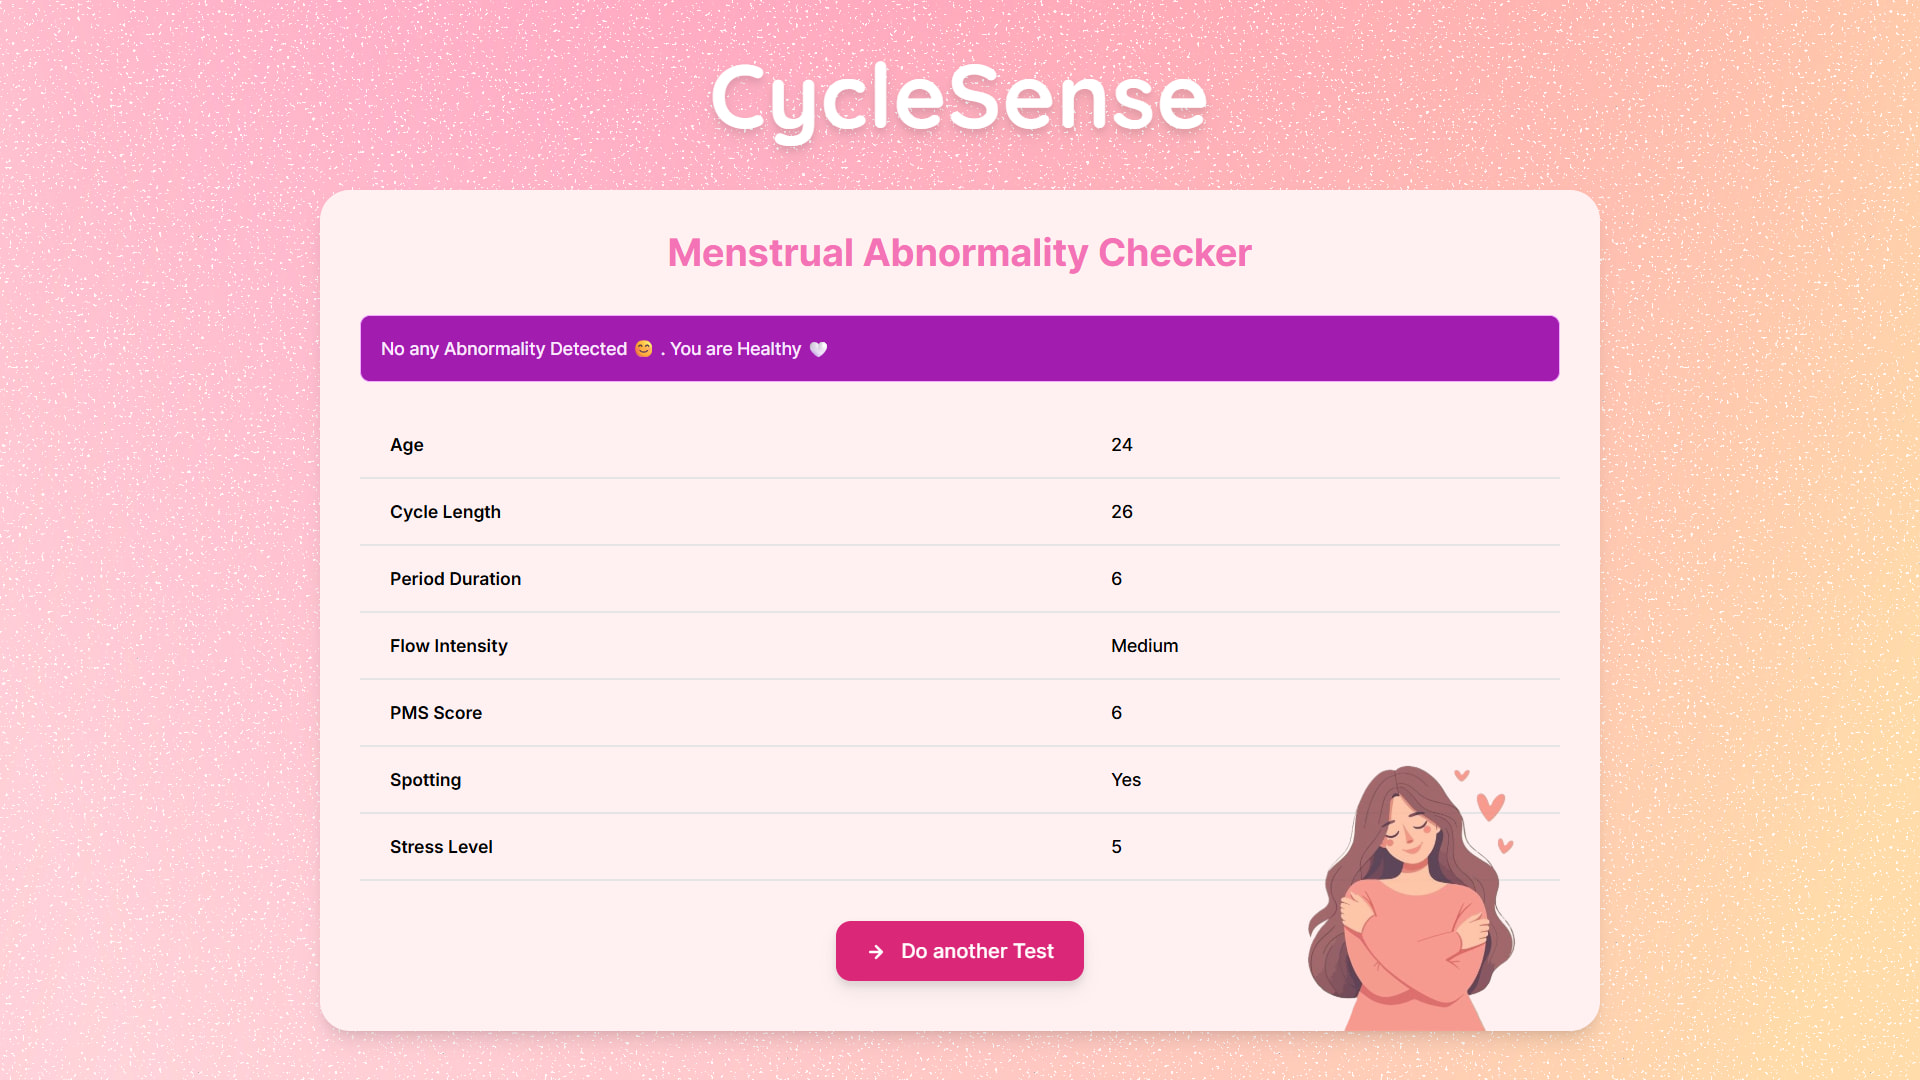 CycleSense
Menstrual Abnormality Checker
No any Abnormality Detected 😊 . You are Healthy 🤍
Age 24
Cycle Length 26
Period Duration 6
Flow Intensity Medium
PMS Score 6
Spotting Yes
Stress Level 5
→ Do another Test